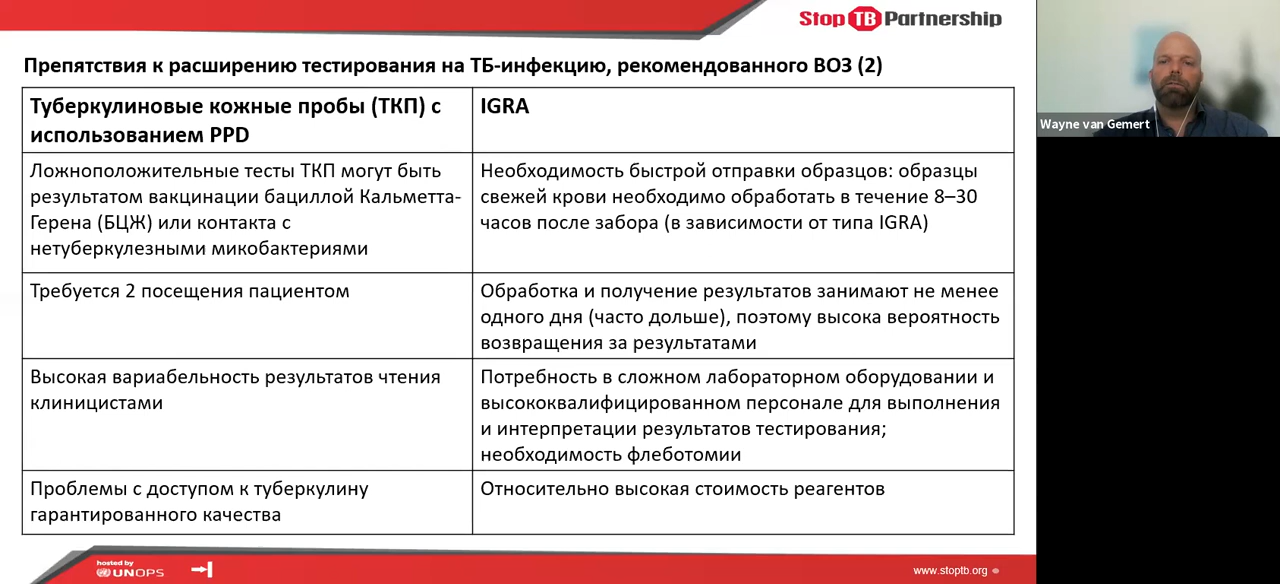 Stop TB Partnership
Препятствия к расширению тестирования на ТБ-инфекцию, рекомендованного ВОЗ (2)
Туберкулиновые кожные пробы (ТКП) с
использованием PPD
IGRA
Ложноположительные тесты ТКП могут быть
результатом вакцинации бациллой Кальметта-
Герена (БЦЖ) или контакта с
нетуберкулезными микобактериями
Необходимость быстрой отправки образцов: образцы
свежей крови необходимо обработать в течение 8–30
часов после забора (в зависимости от типа IGRA)
Требуется 2 посещения пациентом
Обработка и получение результатов занимают не менее
одного дня (часто дольше), поэтому высока вероятность
возвращения за результатами
Высокая вариабельность результатов чтения
клиницистами
Потребность в сложном лабораторном оборудовании и
высококвалифицированном персонале для выполнения
и интерпретации результатов тестирования;
необходимость флеботомии
Проблемы с доступом к туберкулину
гарантированного качества
Относительно высокая стоимость реагентов
hosted by
UNOPS
www.stoptb.org
Wayne van Gemert